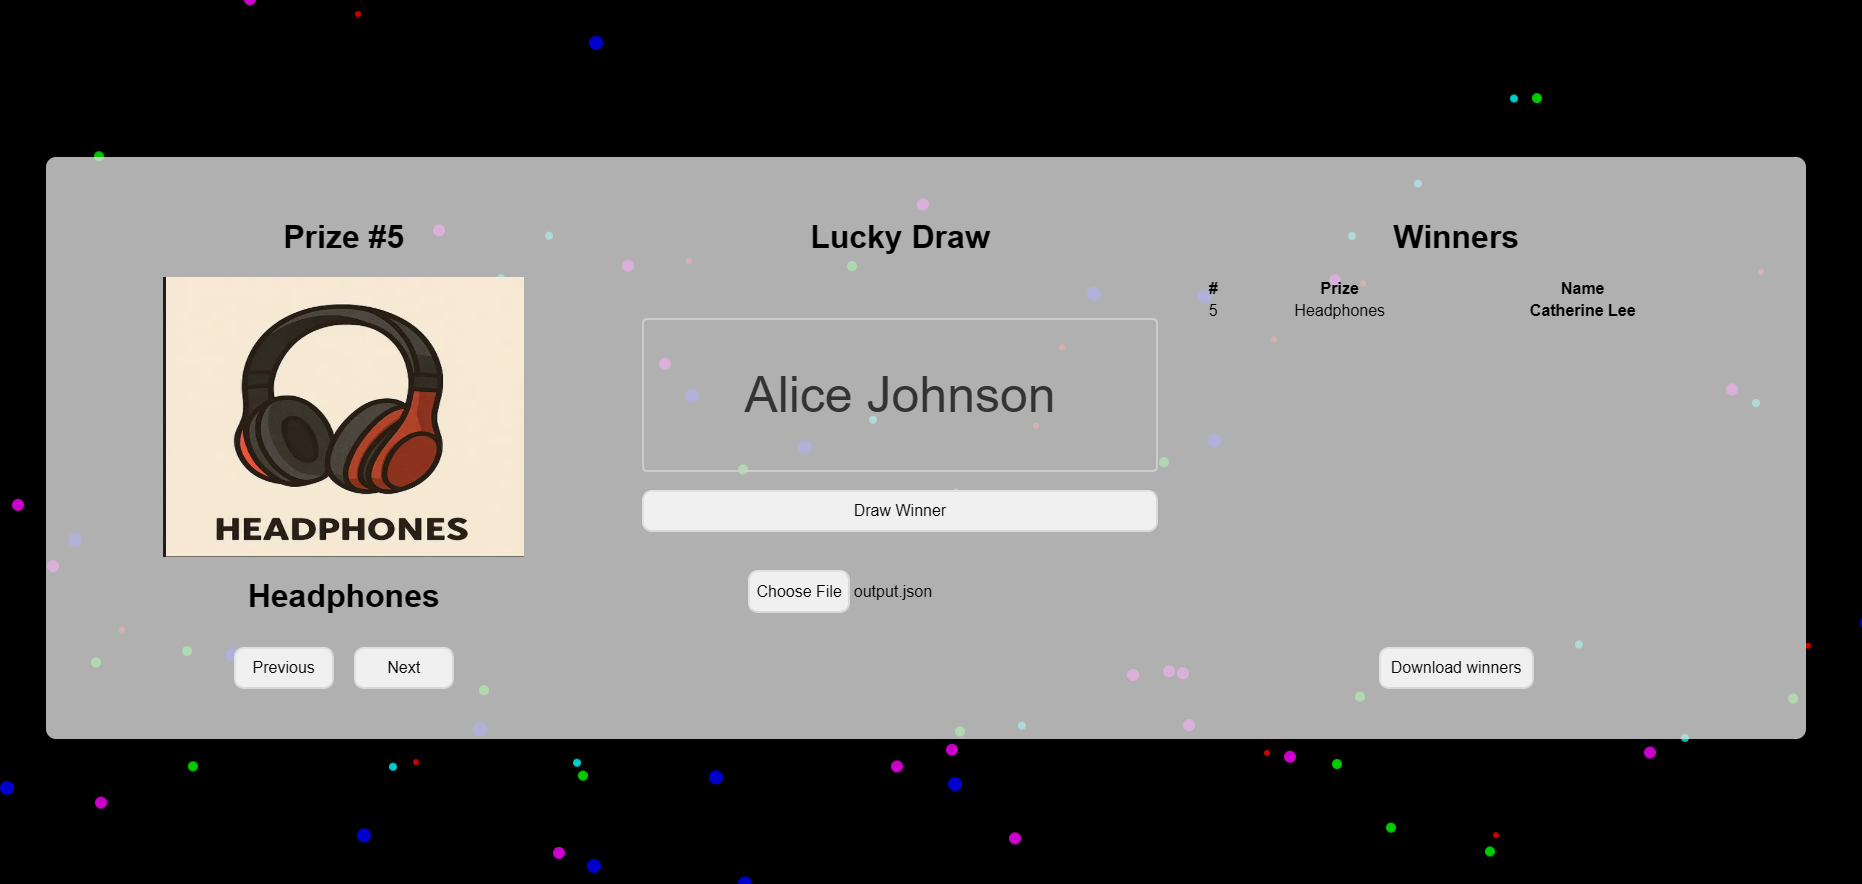 Prize #5
HEADPHONES
Headphones
Previous Next
Lucky Draw
Alice Johnson
Draw Winner
Choose File output.json
Winners
# Prize Name
5 Headphones Catherine Lee
Download winners